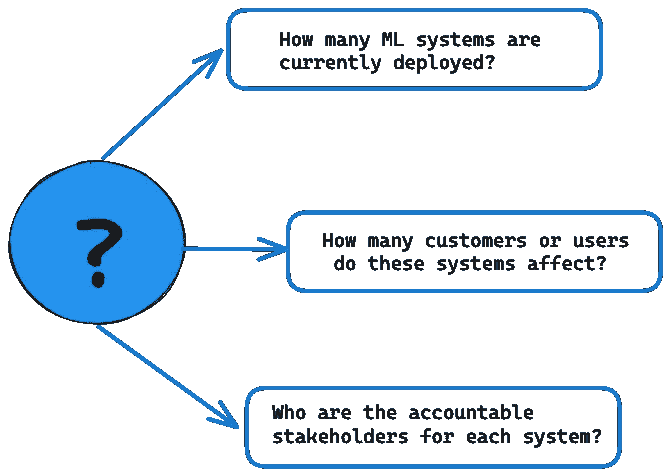 How many ML systems are
currently deployed?
?
How many customers or users
do these systems affect?
Who are the accountable
stakeholders for each system?